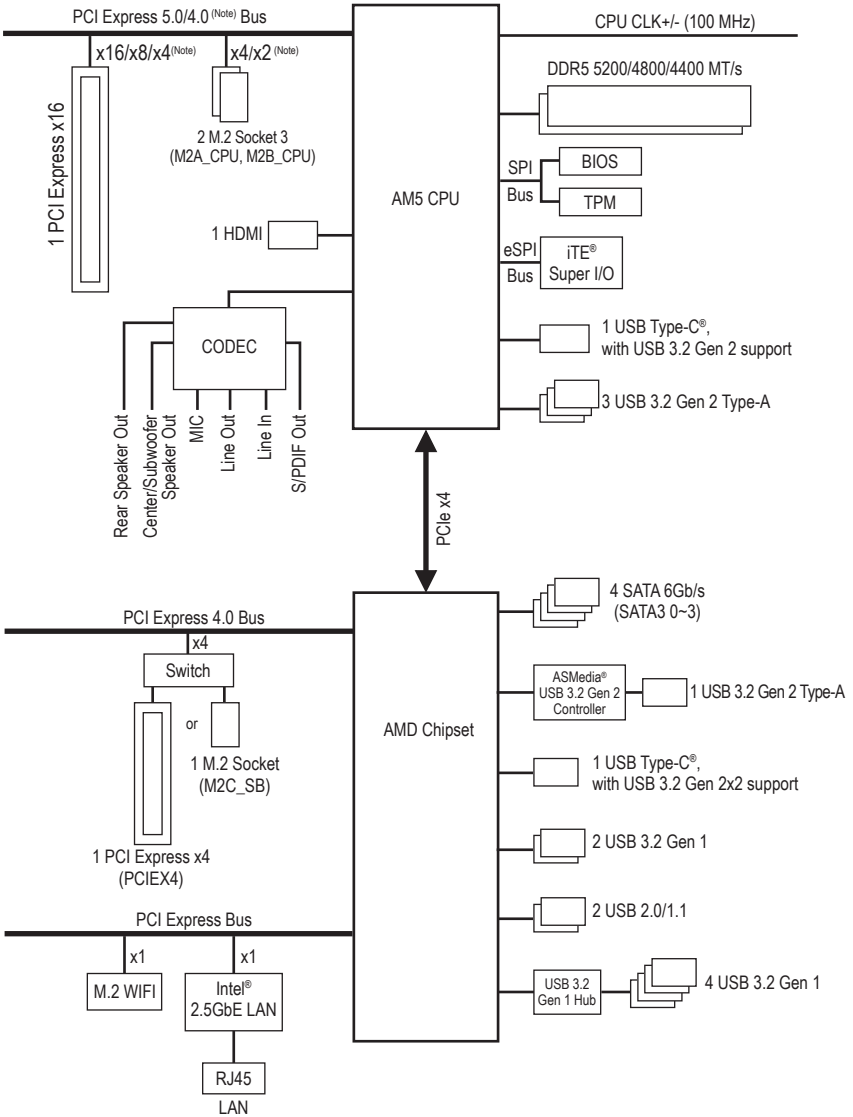 PCI Express 5.0/4.0 (Note) Bus
x16/x8/x4 (Note)
x4/x2 (Note)
1 PCI Express x16
2 M.2 Socket 3
(M2A_CPU, M2B_CPU)
1 HDMI
CODEC
Rear Speaker Out
Center/Subwoofer
Speaker Out
MIC
Line Out
Line In
S/PDIF Out
AM5 CPU
CPU CLK+/- (100 MHz)
DDR5 5200/4800/4400 MT/s
SPI
Bus
BIOS
TPM
eSPI
Bus
iTE®
Super I/O
1 USB Type-C®,
with USB 3.2 Gen 2 support
3 USB 3.2 Gen 2 Type-A
PCIe x4
PCI Express 4.0 Bus
x4
Switch
or
1 M.2 Socket
(M2C_SB)
1 PCI Express x4
(PCIEX4)
PCI Express Bus
x1
x1
M.2 WIFI
Intel®
2.5GbE LAN
RJ45
LAN
AMD Chipset
4 SATA 6Gb/s
(SATA3 0~3)
ASMedia®
USB 3.2 Gen 2
Controller
1 USB 3.2 Gen 2 Type-A
1 USB Type-C®,
with USB 3.2 Gen 2x2 support
2 USB 3.2 Gen 1
2 USB 2.0/1.1
USB 3.2
Gen 1 Hub
4 USB 3.2 Gen 1